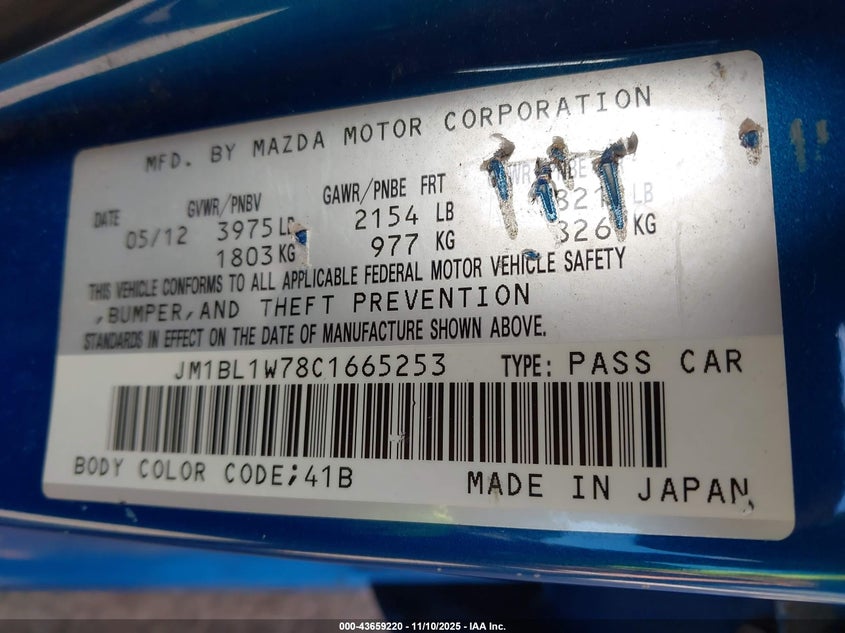 MFD. BY MAZDA MOTOR CORPORATION
DATE GVWR/PNBV GAWR/PNBE FRT
05/12 3975 LB 2154 LB LB
1803 KG 977 KG KG
THIS VEHICLE CONFORMS TO ALL APPLICABLE FEDERAL MOTOR VEHICLE SAFETY
,BUMPER,AND THEFT PREVENTION
STANDARDS IN EFFECT ON THE DATE OF MANUFACTURE SHOWN ABOVE.
JM1BL1W78C1665253 TYPE: PASS CAR
BODY COLOR CODE;41B MADE IN JAPAN
000-43659220 - 11/10/2025 - IAA Inc.